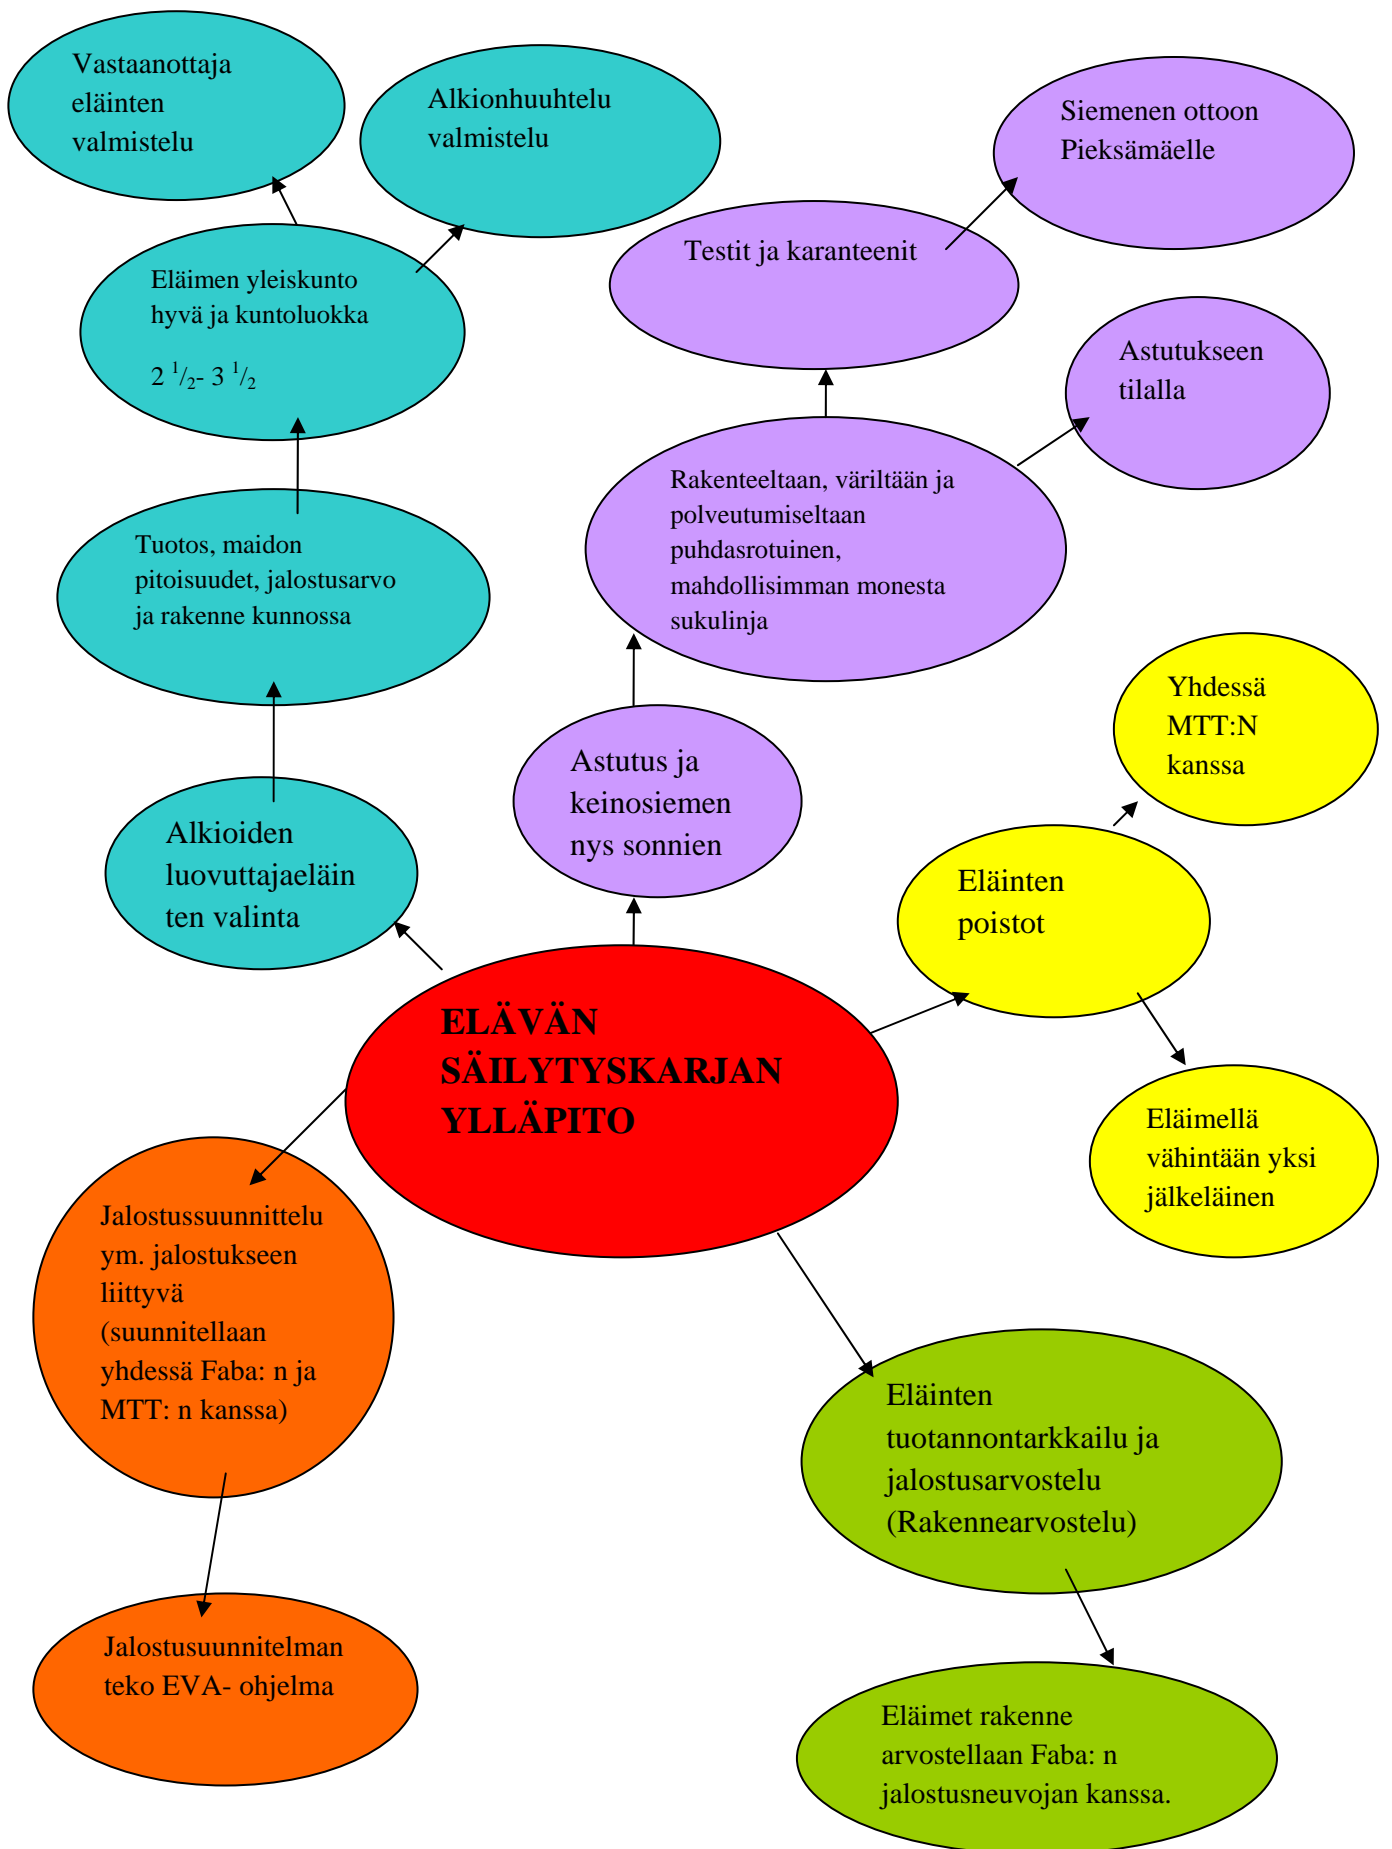 Vastaanottaja
eläinten
valmistelu
Alkionhuuhtelu
valmistelu
Siemenen ottoon
Pieksämäelle
Testit ja karanteenit
Eläimen yleiskunto
hyvä ja kuntoluokka
2 1/2- 3 1/2
Astutukseen
tilalla
Rakenteeltaan, väriltään ja
polveutumiseltaan
puhdasrotuinen,
mahdollisimman monesta
sukulinja
Tuotos, maidon
pitoisuudet, jalostusarvo
ja rakenne kunnossa
Yhdessä
MTT:N
kanssa
Astutus ja
keinosiemen
nys sonnien
Alkioiden
luovuttajaeläin
ten valinta
Eläinten
poistot
ELÄVÄN
SÄILYTYSKARJAN
YLLÄPITO
Eläimellä
vähintään yksi
jälkeläinen
Jalostussuunnittelu
ym. jalostukseen
liittyvä
(suunnitellaan
yhdessä Faba: n ja
MTT: n kanssa)
Eläinten
tuotannontarkkailu ja
jalostusarvostelu
(Rakennearvostelu)
Jalostusuunnitelman
teko EVA- ohjelma
Eläimet rakenne
arvostellaan Faba: n
jalostusneuvojan kanssa.